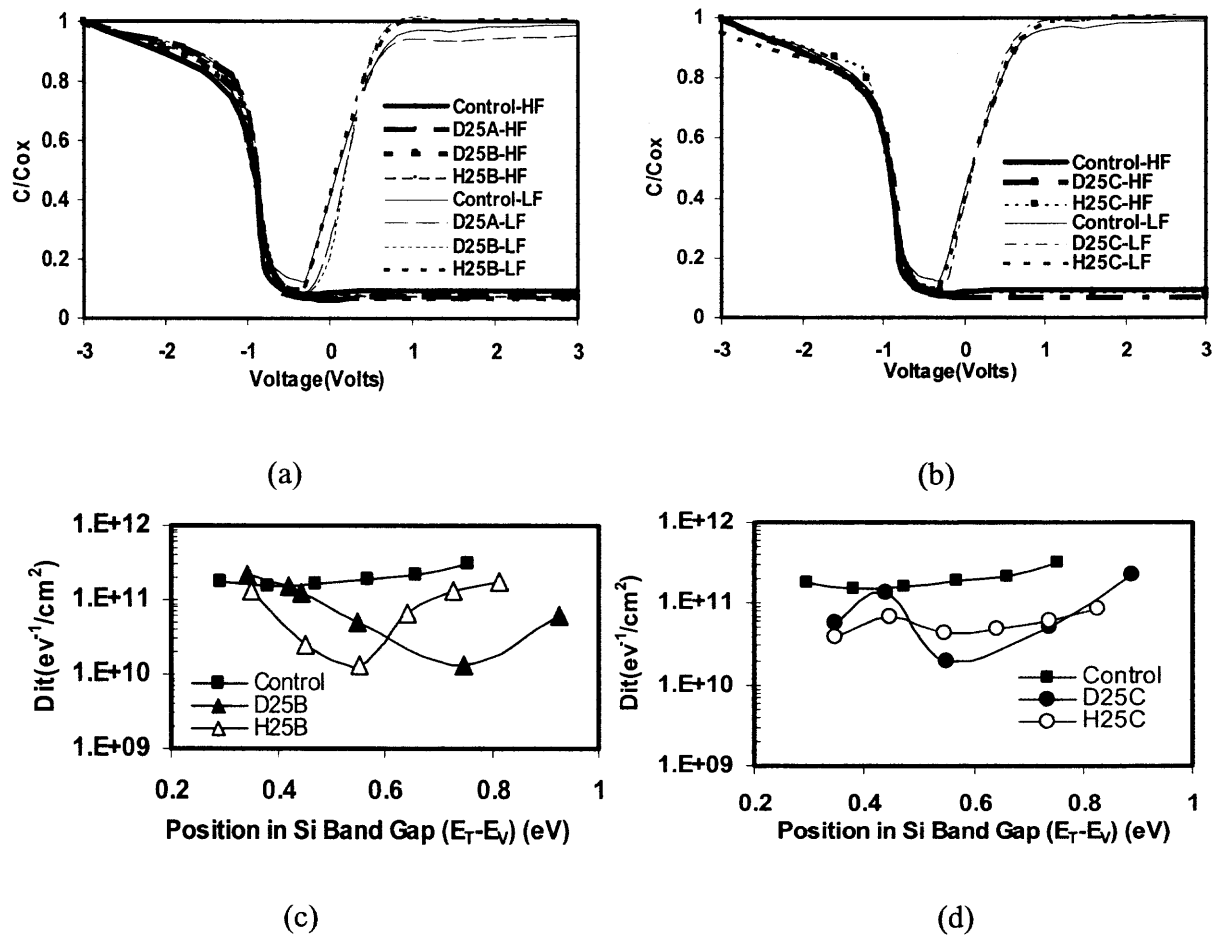 1
0.8
0.6
0.4
0.2
0
C/Cox
Control-HF
D25A-HF
D25B-HF
H25B-HF
Control-LF
D25A-LF
D25B-LF
H25B-LF
-3 -2 -1 0 1 2 3
Voltage(Volts)
(a)
1
0.8
0.6
0.4
0.2
0
C/Cox
Control-HF
D25C-HF
H25C-HF
Control-LF
D25C-LF
H25C-LF
-3 -2 -1 0 1 2 3
Voltage(Volts)
(b)
1.E+12
1.E+11
1.E+10
1.E+09
Dit(ev⁻¹/cm²)
Control
D25B
H25B
0.2 0.4 0.6 0.8 1
Position in Si Band Gap (E_T-E_V) (eV)
(c)
1.E+12
1.E+11
1.E+10
1.E+09
Dit(ev⁻¹/cm²)
Control
D25C
H25C
0.2 0.4 0.6 0.8 1
Position in Si Band Gap (E_T-E_V) (eV)
(d)